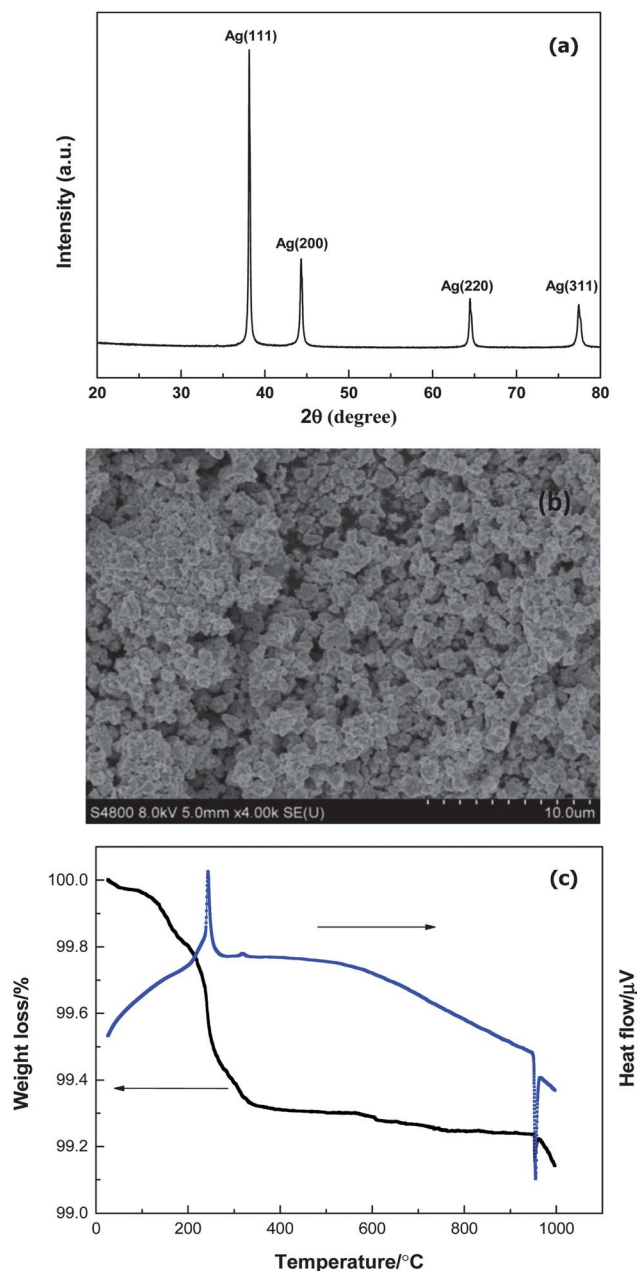 (a)
Ag(111)
Ag(200)
Ag(220)
Ag(311)
Intensity (a.u.)
20 30 40 50 60 70 80
2θ (degree)
(b)
S4800 8.0kV 5.0mm x4.00k SE(U) 10.0um
(c)
100.0
99.8
99.6
99.4
99.2
99.0
Weight loss/%
Heat flow/µV
0 200 400 600 800 1000
Temperature/°C